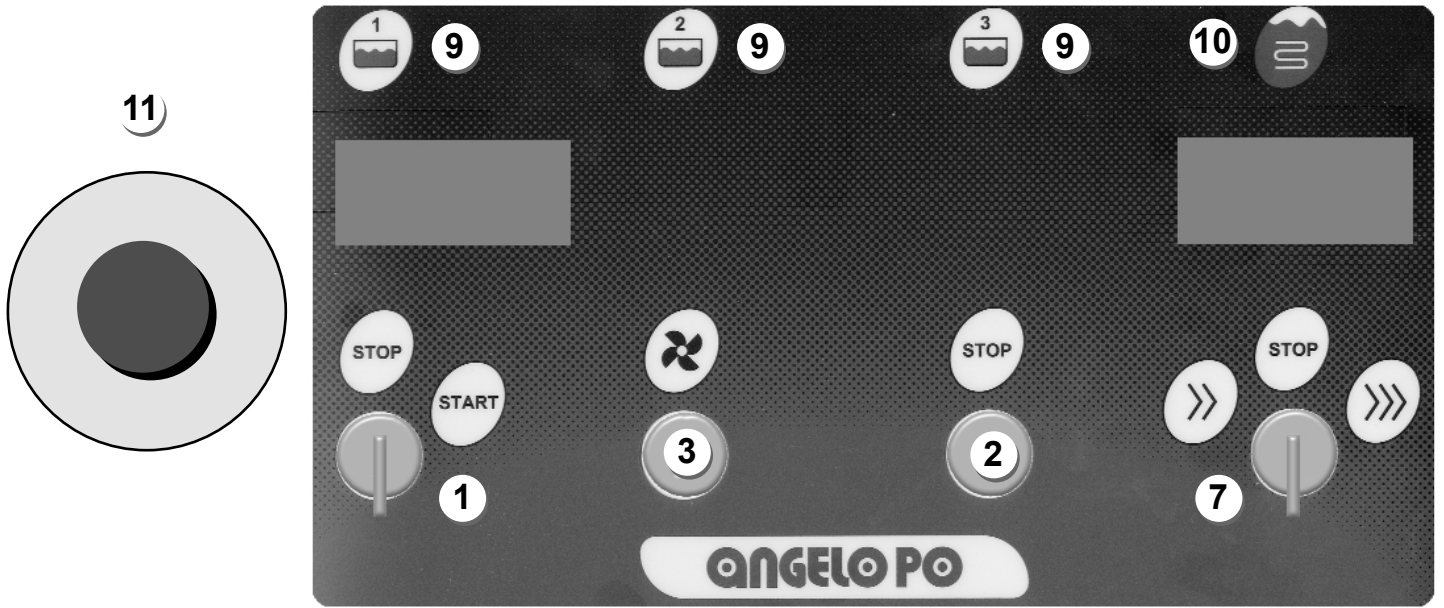 1 9 2 9 3 9 10
11
STOP STOP STOP
START
3 2
1 7
ANGELO PO